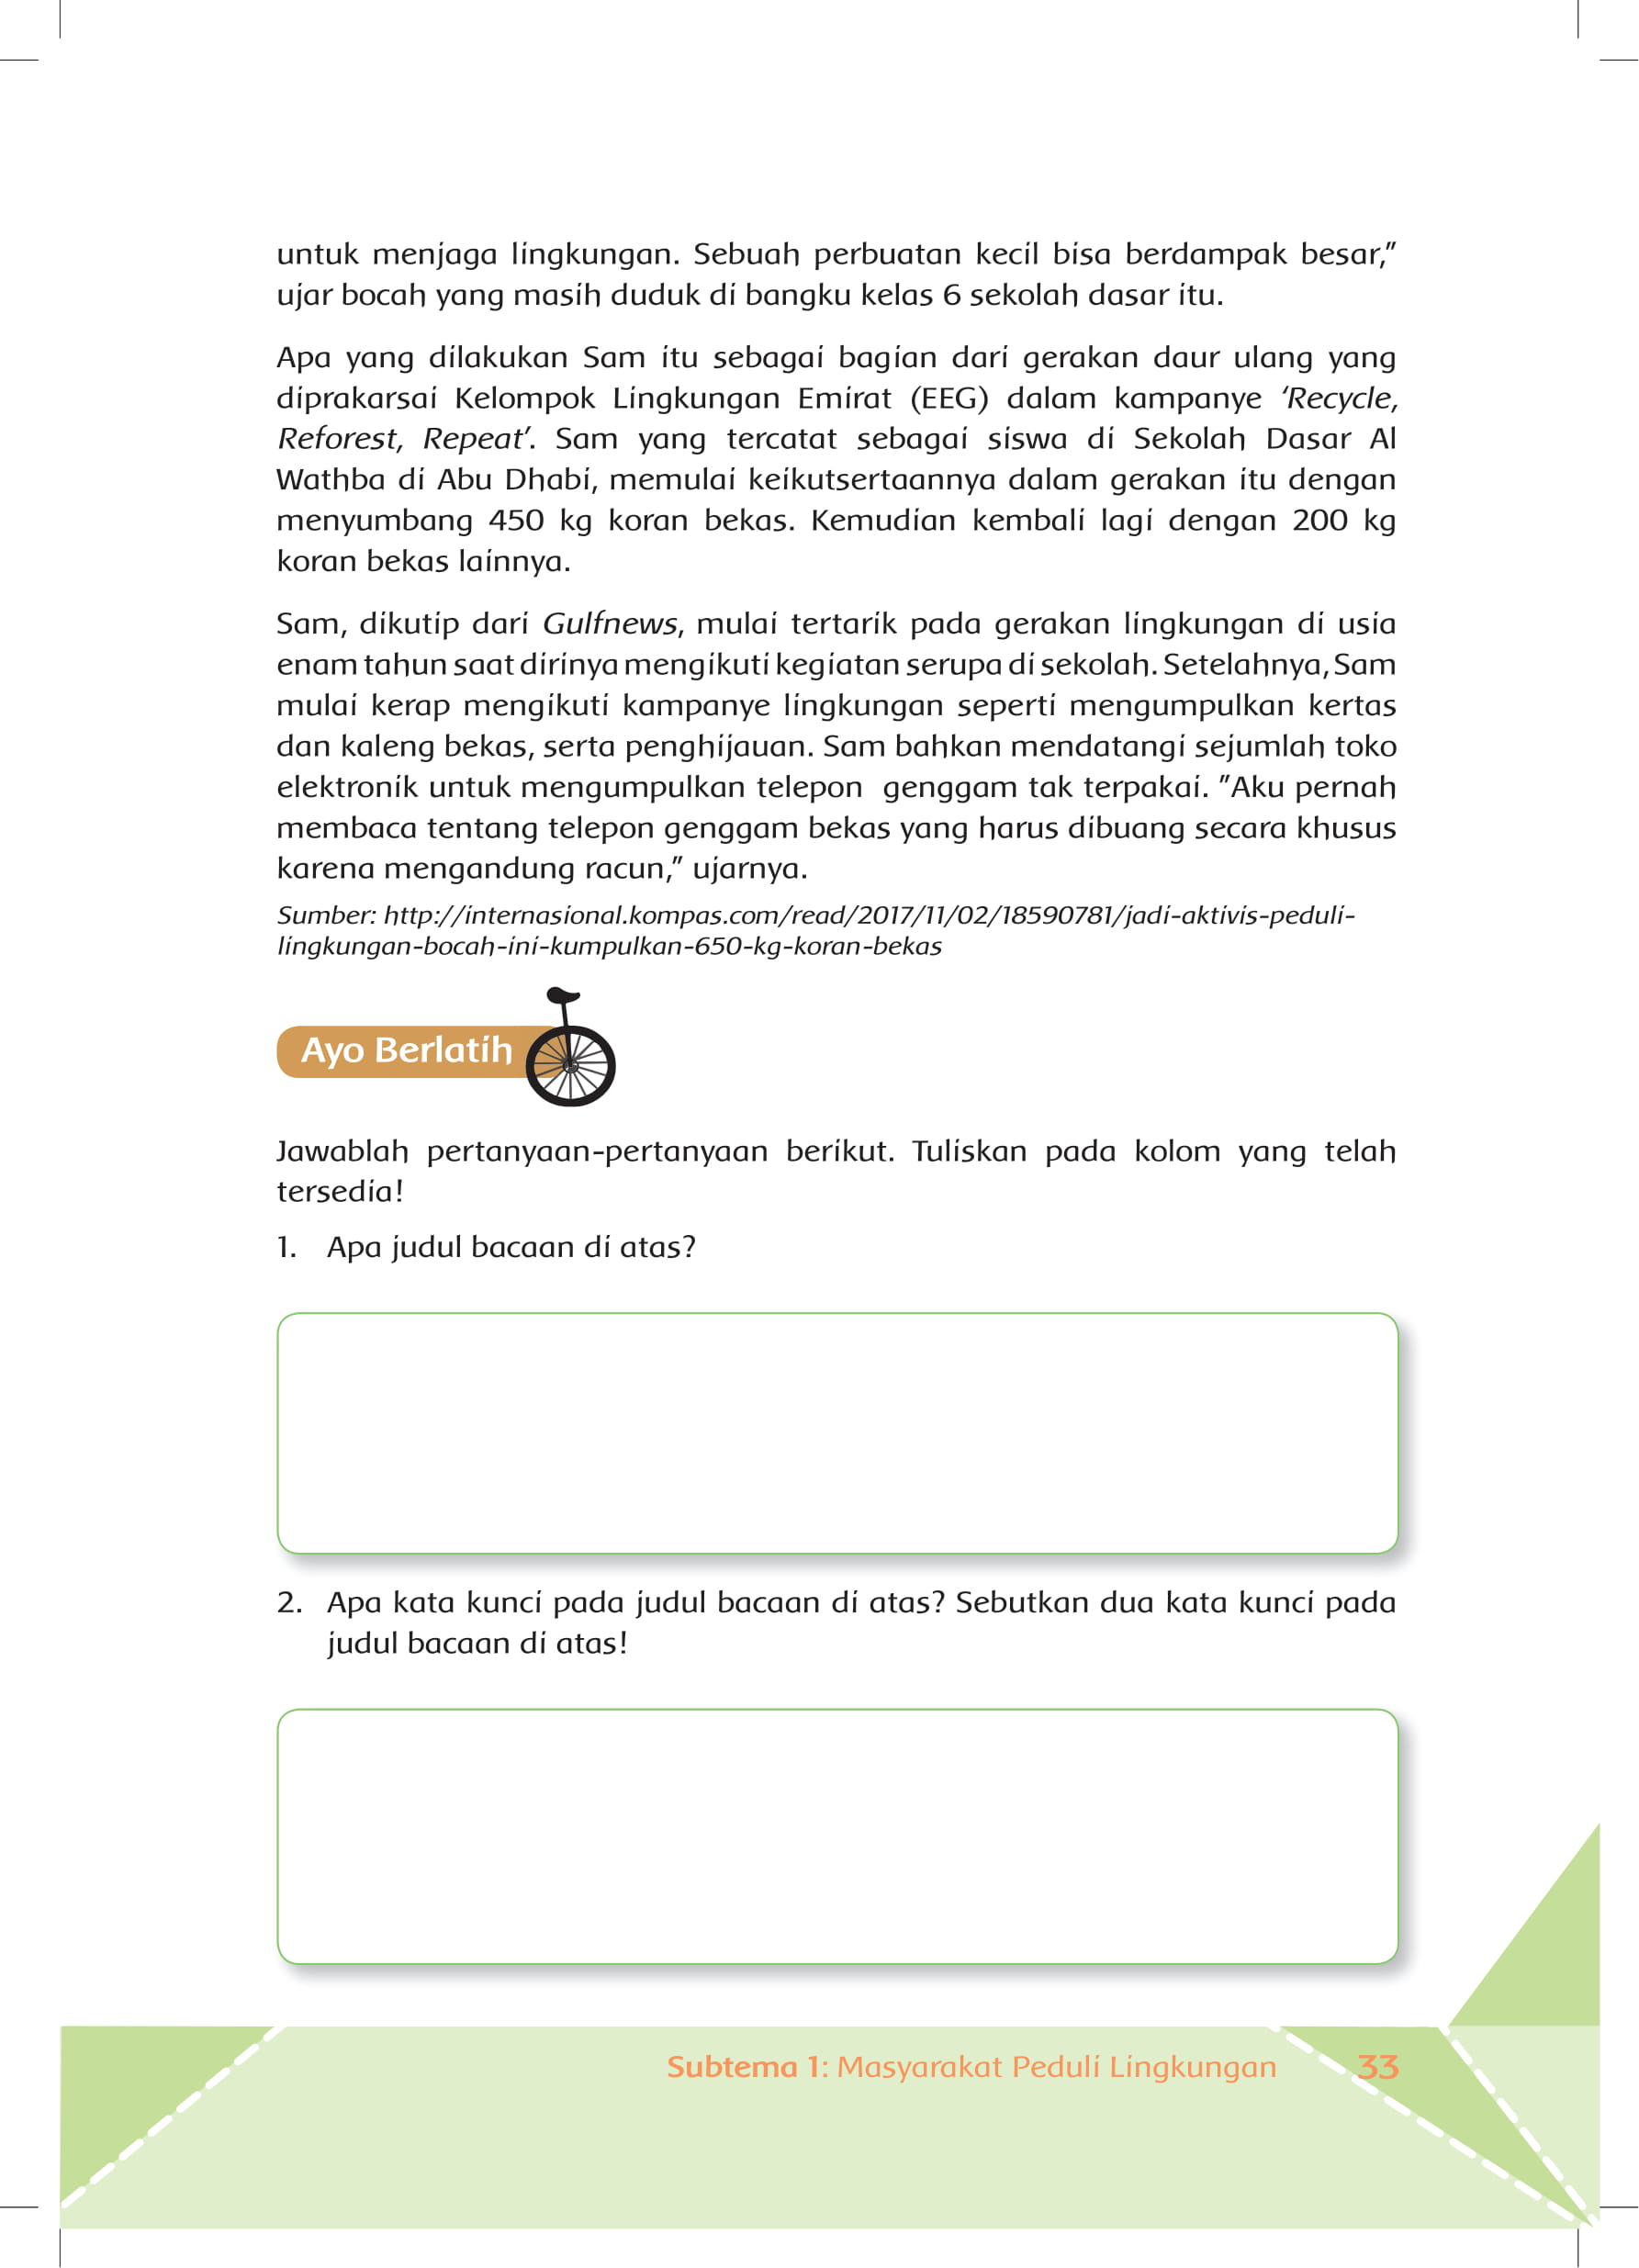 untuk menjaga lingkungan. Sebuah perbuatan kecil bisa berdampak besar,”
ujar bocah yang masih duduk di bangku kelas 6 sekolah dasar itu.
Apa yang dilakukan Sam itu sebagai bagian dari gerakan daur ulang yang
diprakarsai Kelompok Lingkungan Emirat (EEG) dalam kampanye ‘Recycle,
Reforest, Repeat’. Sam yang tercatat sebagai siswa di Sekolah Dasar Al
Wathba di Abu Dhabi, memulai keikutsertaannya dalam gerakan itu dengan
menyumbang 450 kg koran bekas. Kemudian kembali lagi dengan 200 kg
koran bekas lainnya.
Sam, dikutip dari Gulfnews, mulai tertarik pada gerakan lingkungan di usia
enam tahun saat dirinya mengikuti kegiatan serupa di sekolah. Setelahnya, Sam
mulai kerap mengikuti kampanye lingkungan seperti mengumpulkan kertas
dan kaleng bekas, serta penghijauan. Sam bahkan mendatangi sejumlah toko
elektronik untuk mengumpulkan telepon genggam tak terpakai. ”Aku pernah
membaca tentang telepon genggam bekas yang harus dibuang secara khusus
karena mengandung racun,” ujarnya.
Sumber: http://internasional.kompas.com/read/2017/11/02/18590781/jadi-aktivis-peduli-
lingkungan-bocah-ini-kumpulkan-650-kg-koran-bekas
Ayo Berlatih
Jawablah pertanyaan-pertanyaan berikut. Tuliskan pada kolom yang telah
tersedia!
1. Apa judul bacaan di atas?
2. Apa kata kunci pada judul bacaan di atas? Sebutkan dua kata kunci pada
judul bacaan di atas!
Subtema 1: Masyarakat Peduli Lingkungan 33